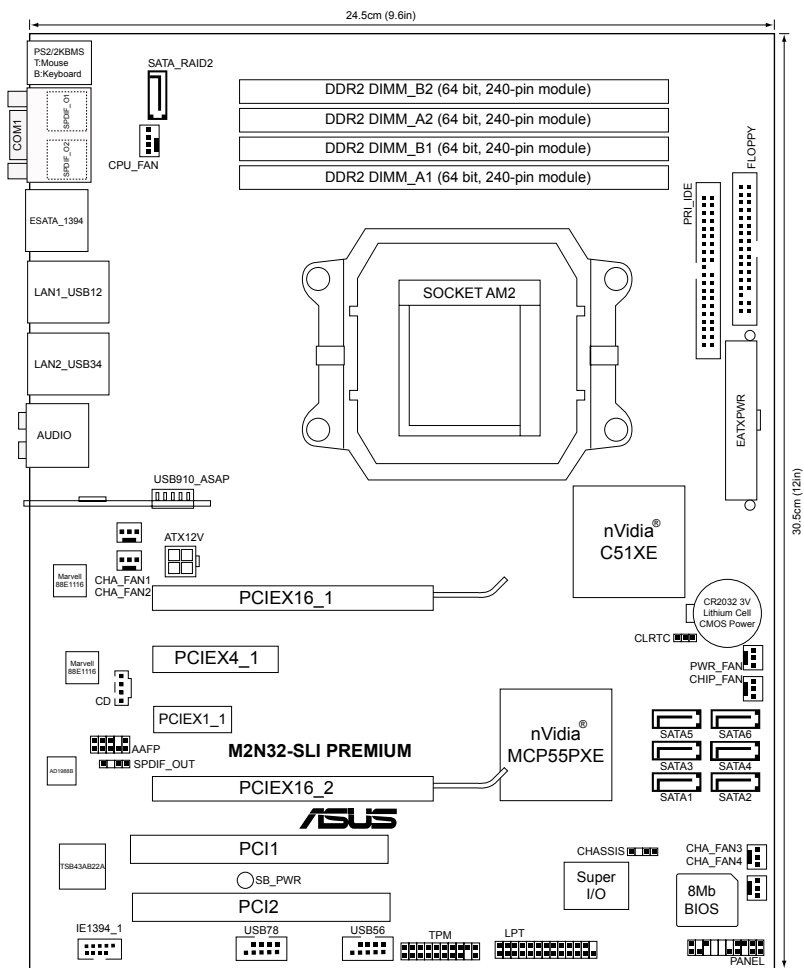 24.5cm (9.6in)
PS2/2KBMS
T:Mouse
B:Keyboard
SATA_RAID2
SPDIF_O1
COM1
SPDIF_O2
CPU_FAN
DDR2 DIMM_B2 (64 bit, 240-pin module)
DDR2 DIMM_A2 (64 bit, 240-pin module)
DDR2 DIMM_B1 (64 bit, 240-pin module)
DDR2 DIMM_A1 (64 bit, 240-pin module)
FLOPPY
PRI_IDE
ESATA_1394
LAN1_USB12
SOCKET AM2
LAN2_USB34
EATXPWR
AUDIO
USB910_ASAP
30.5cm (12in)
nVidia®
C51XE
ATX12V
Marvell
88E1116
CHA_FAN1
CHA_FAN2
PCIEX16_1
CR2032 3V
Lithium Cell
CMOS Power
CLRTC
PWR_FAN
CHIP_FAN
Marvell
88E1116
PCIEX4_1
CD
PCIEX1_1
nVidia®
MCP55PXE
SATA5
SATA6
AAFP
M2N32-SLI PREMIUM
SPDIF_OUT
SATA3
SATA4
AD1988B
PCIEX16_2
SATA1
SATA2
ASUS
PCI1
CHASSIS
CHA_FAN3
CHA_FAN4
TSB43AB22A
SB_PWR
Super
I/O
8Mb
BIOS
PCI2
IE1394_1
USB78
USB56
TPM
LPT
PANEL